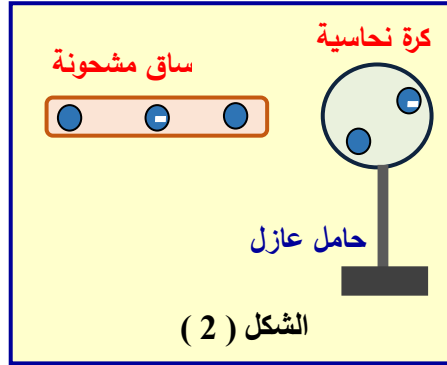 كرة نحاسية
ساق مشحونة
-
-
حامل عازل
الشكل ( 2 )